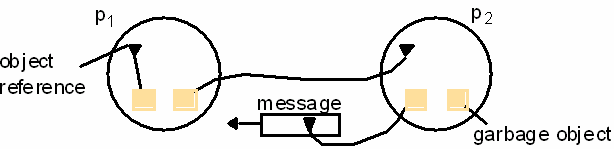 p1
p2
object
reference
message
garbage object